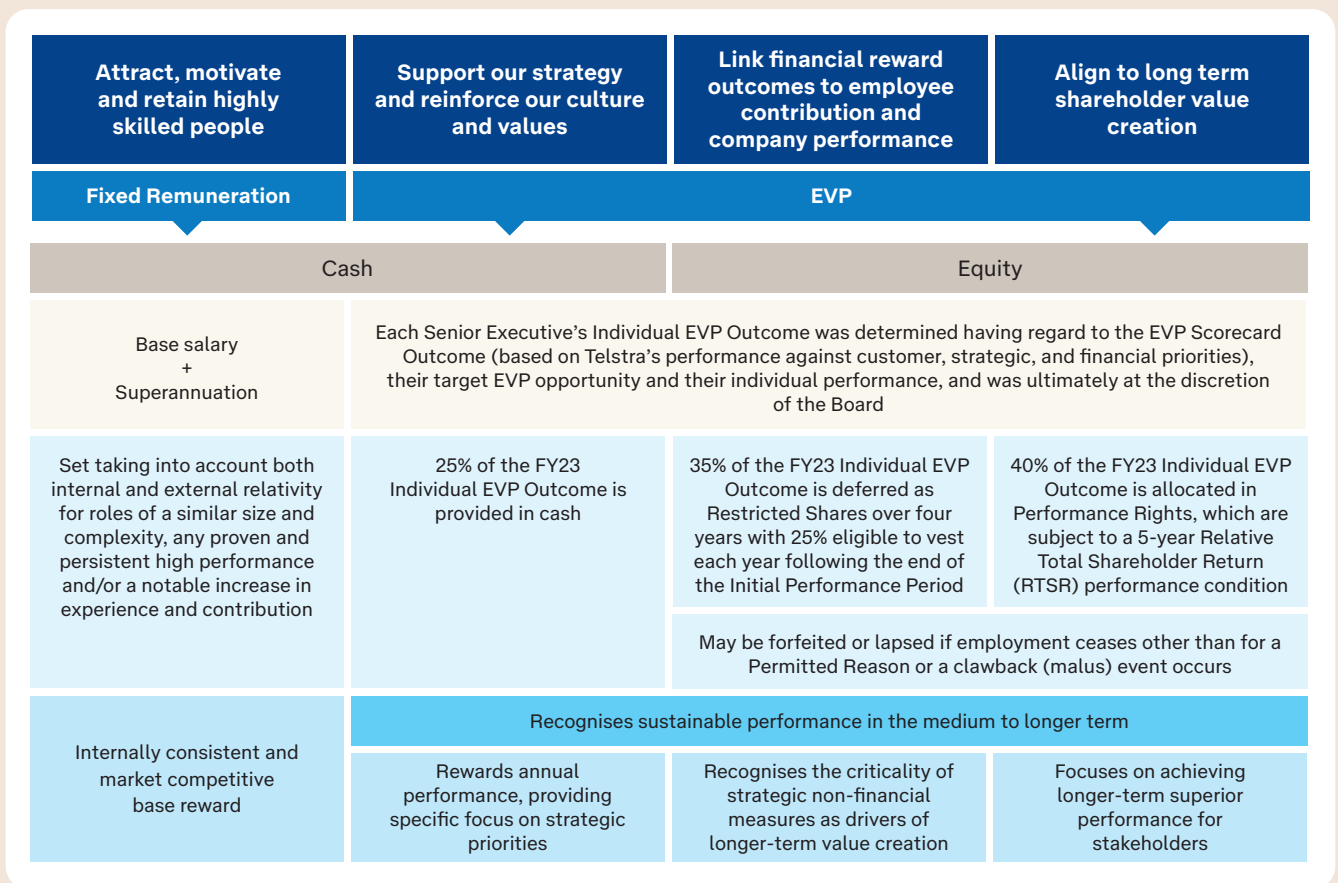 Attract, motivate
and retain highly
skilled people
Support our strategy
and reinforce our culture
and values
Link financial reward
outcomes to employee
contribution and
company performance
Align to long term
shareholder value
creation
Fixed Remuneration
EVP
Cash
Equity
Base salary
+
Superannuation
Each Senior Executive's Individual EVP Outcome was determined having regard to the EVP Scorecard
Outcome (based on Telstra's performance against customer, strategic, and financial priorities),
their target EVP opportunity and their individual performance, and was ultimately at the discretion
of the Board
Set taking into account both
internal and external relativity
for roles of a similar size and
complexity, any proven and
persistent high performance
and/or a notable increase in
experience and contribution
25% of the FY23
Individual EVP Outcome is
provided in cash
35% of the FY23 Individual EVP
Outcome is deferred as
Restricted Shares over four
years with 25% eligible to vest
each year following the end of
the Initial Performance Period
40% of the FY23 Individual EVP
Outcome is allocated in
Performance Rights, which are
subject to a 5-year Relative
Total Shareholder Return
(RTSR) performance condition
May be forfeited or lapsed if employment ceases other than for a
Permitted Reason or a clawback (malus) event occurs
Internally consistent and
market competitive
base reward
Recognises sustainable performance in the medium to longer term
Rewards annual
performance, providing
specific focus on strategic
priorities
Recognises the criticality of
strategic non-financial
measures as drivers of
longer-term value creation
Focuses on achieving
longer-term superior
performance for
stakeholders